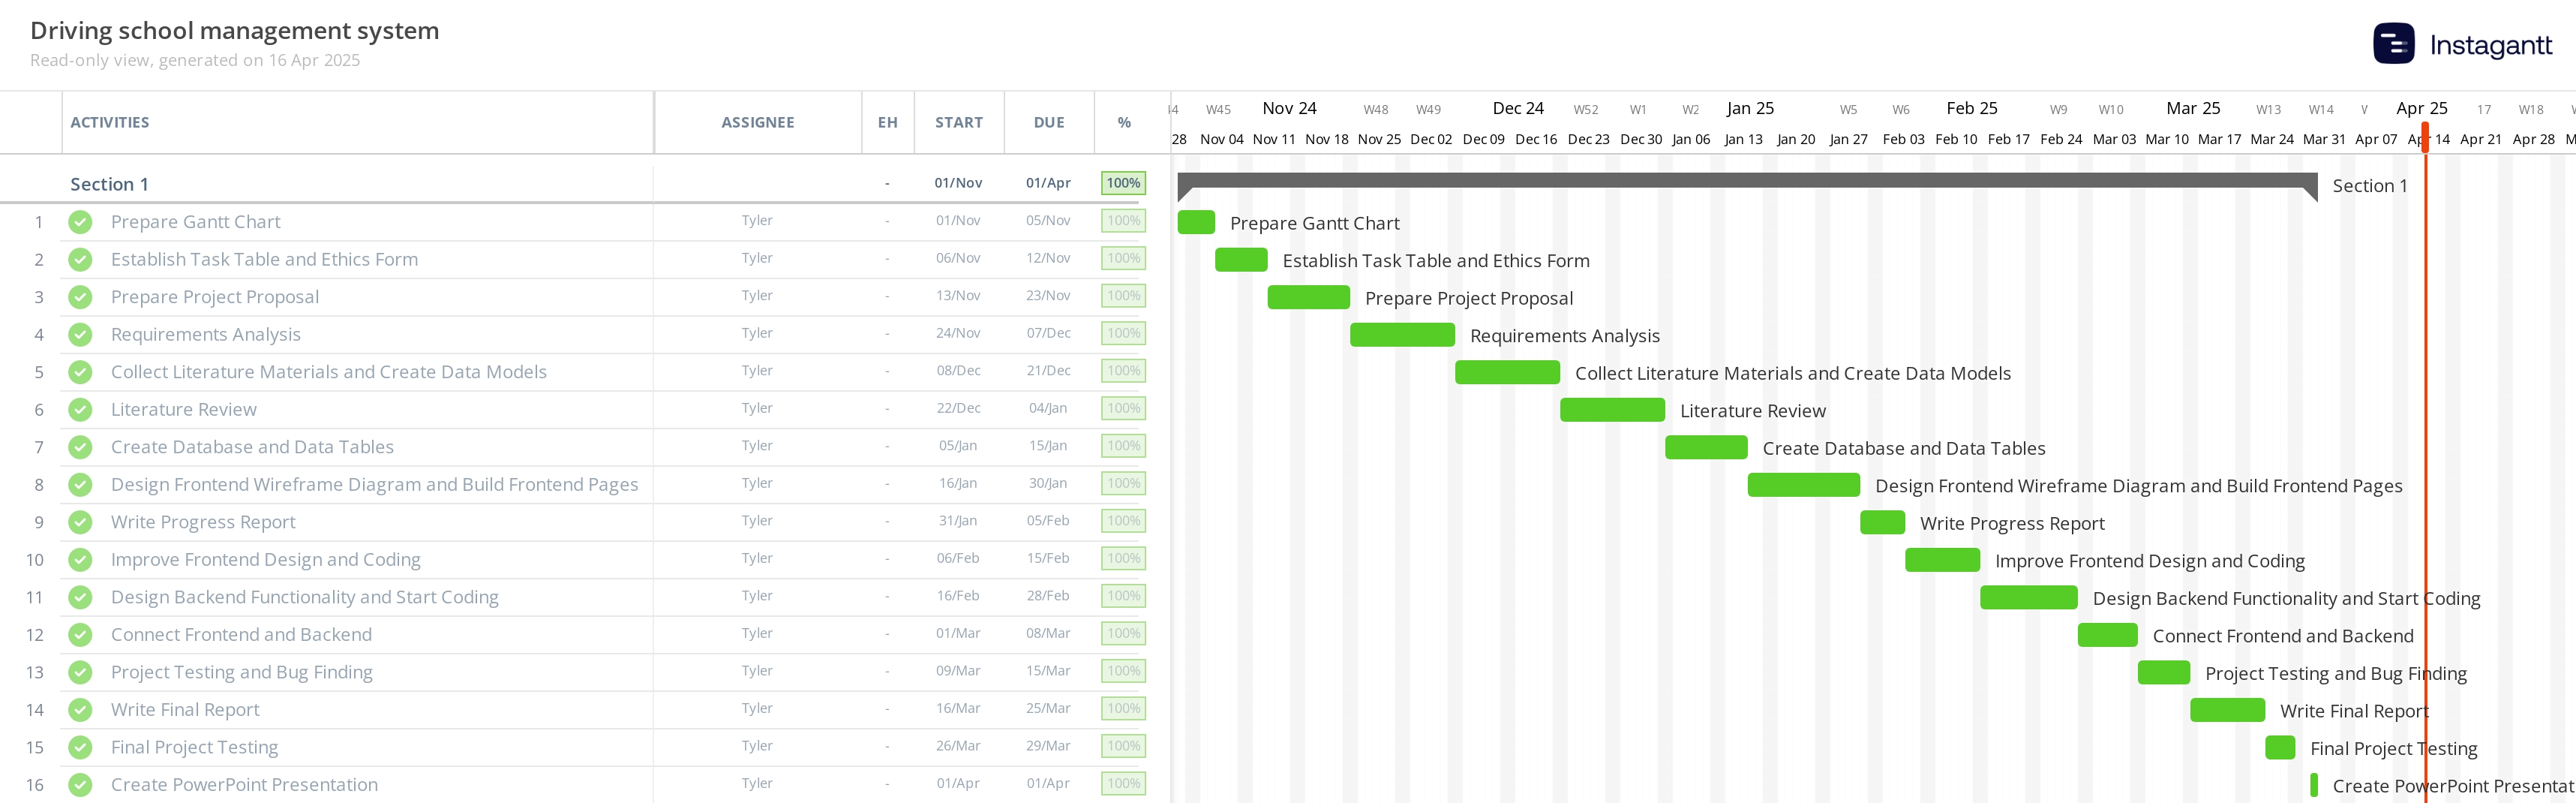 Driving school management system
Read-only view, generated on 16 Apr 2025
Instagantt
ACTIVITIES ASSIGNEE EH START DUE %
W45 Nov 24 W48 W49 Dec 24 W52 W1 W2 Jan 25 W5 W6 Feb 25 W9 W10 Mar 25 W13 W14 Apr 25 17 W18
28 Nov 04 Nov 11 Nov 18 Nov 25 Dec 02 Dec 09 Dec 16 Dec 23 Dec 30 Jan 06 Jan 13 Jan 20 Jan 27 Feb 03 Feb 10 Feb 17 Feb 24 Mar 03 Mar 10 Mar 17 Mar 24 Mar 31 Apr 07 Apr 14 Apr 21 Apr 28
Section 1 - 01/Nov 01/Apr 100% Section 1
1 Prepare Gantt Chart Tyler - 01/Nov 05/Nov 100% Prepare Gantt Chart
2 Establish Task Table and Ethics Form Tyler - 06/Nov 12/Nov 100% Establish Task Table and Ethics Form
3 Prepare Project Proposal Tyler - 13/Nov 23/Nov 100% Prepare Project Proposal
4 Requirements Analysis Tyler - 24/Nov 07/Dec 100% Requirements Analysis
5 Collect Literature Materials and Create Data Models Tyler - 08/Dec 21/Dec 100% Collect Literature Materials and Create Data Models
6 Literature Review Tyler - 22/Dec 04/Jan 100% Literature Review
7 Create Database and Data Tables Tyler - 05/Jan 15/Jan 100% Create Database and Data Tables
8 Design Frontend Wireframe Diagram and Build Frontend Pages Tyler - 16/Jan 30/Jan 100% Design Frontend Wireframe Diagram and Build Frontend Pages
9 Write Progress Report Tyler - 31/Jan 05/Feb 100% Write Progress Report
10 Improve Frontend Design and Coding Tyler - 06/Feb 15/Feb 100% Improve Frontend Design and Coding
11 Design Backend Functionality and Start Coding Tyler - 16/Feb 28/Feb 100% Design Backend Functionality and Start Coding
12 Connect Frontend and Backend Tyler - 01/Mar 08/Mar 100% Connect Frontend and Backend
13 Project Testing and Bug Finding Tyler - 09/Mar 15/Mar 100% Project Testing and Bug Finding
14 Write Final Report Tyler - 16/Mar 25/Mar 100% Write Final Report
15 Final Project Testing Tyler - 26/Mar 29/Mar 100% Final Project Testing
16 Create PowerPoint Presentation Tyler - 01/Apr 01/Apr 100% Create PowerPoint Presentat